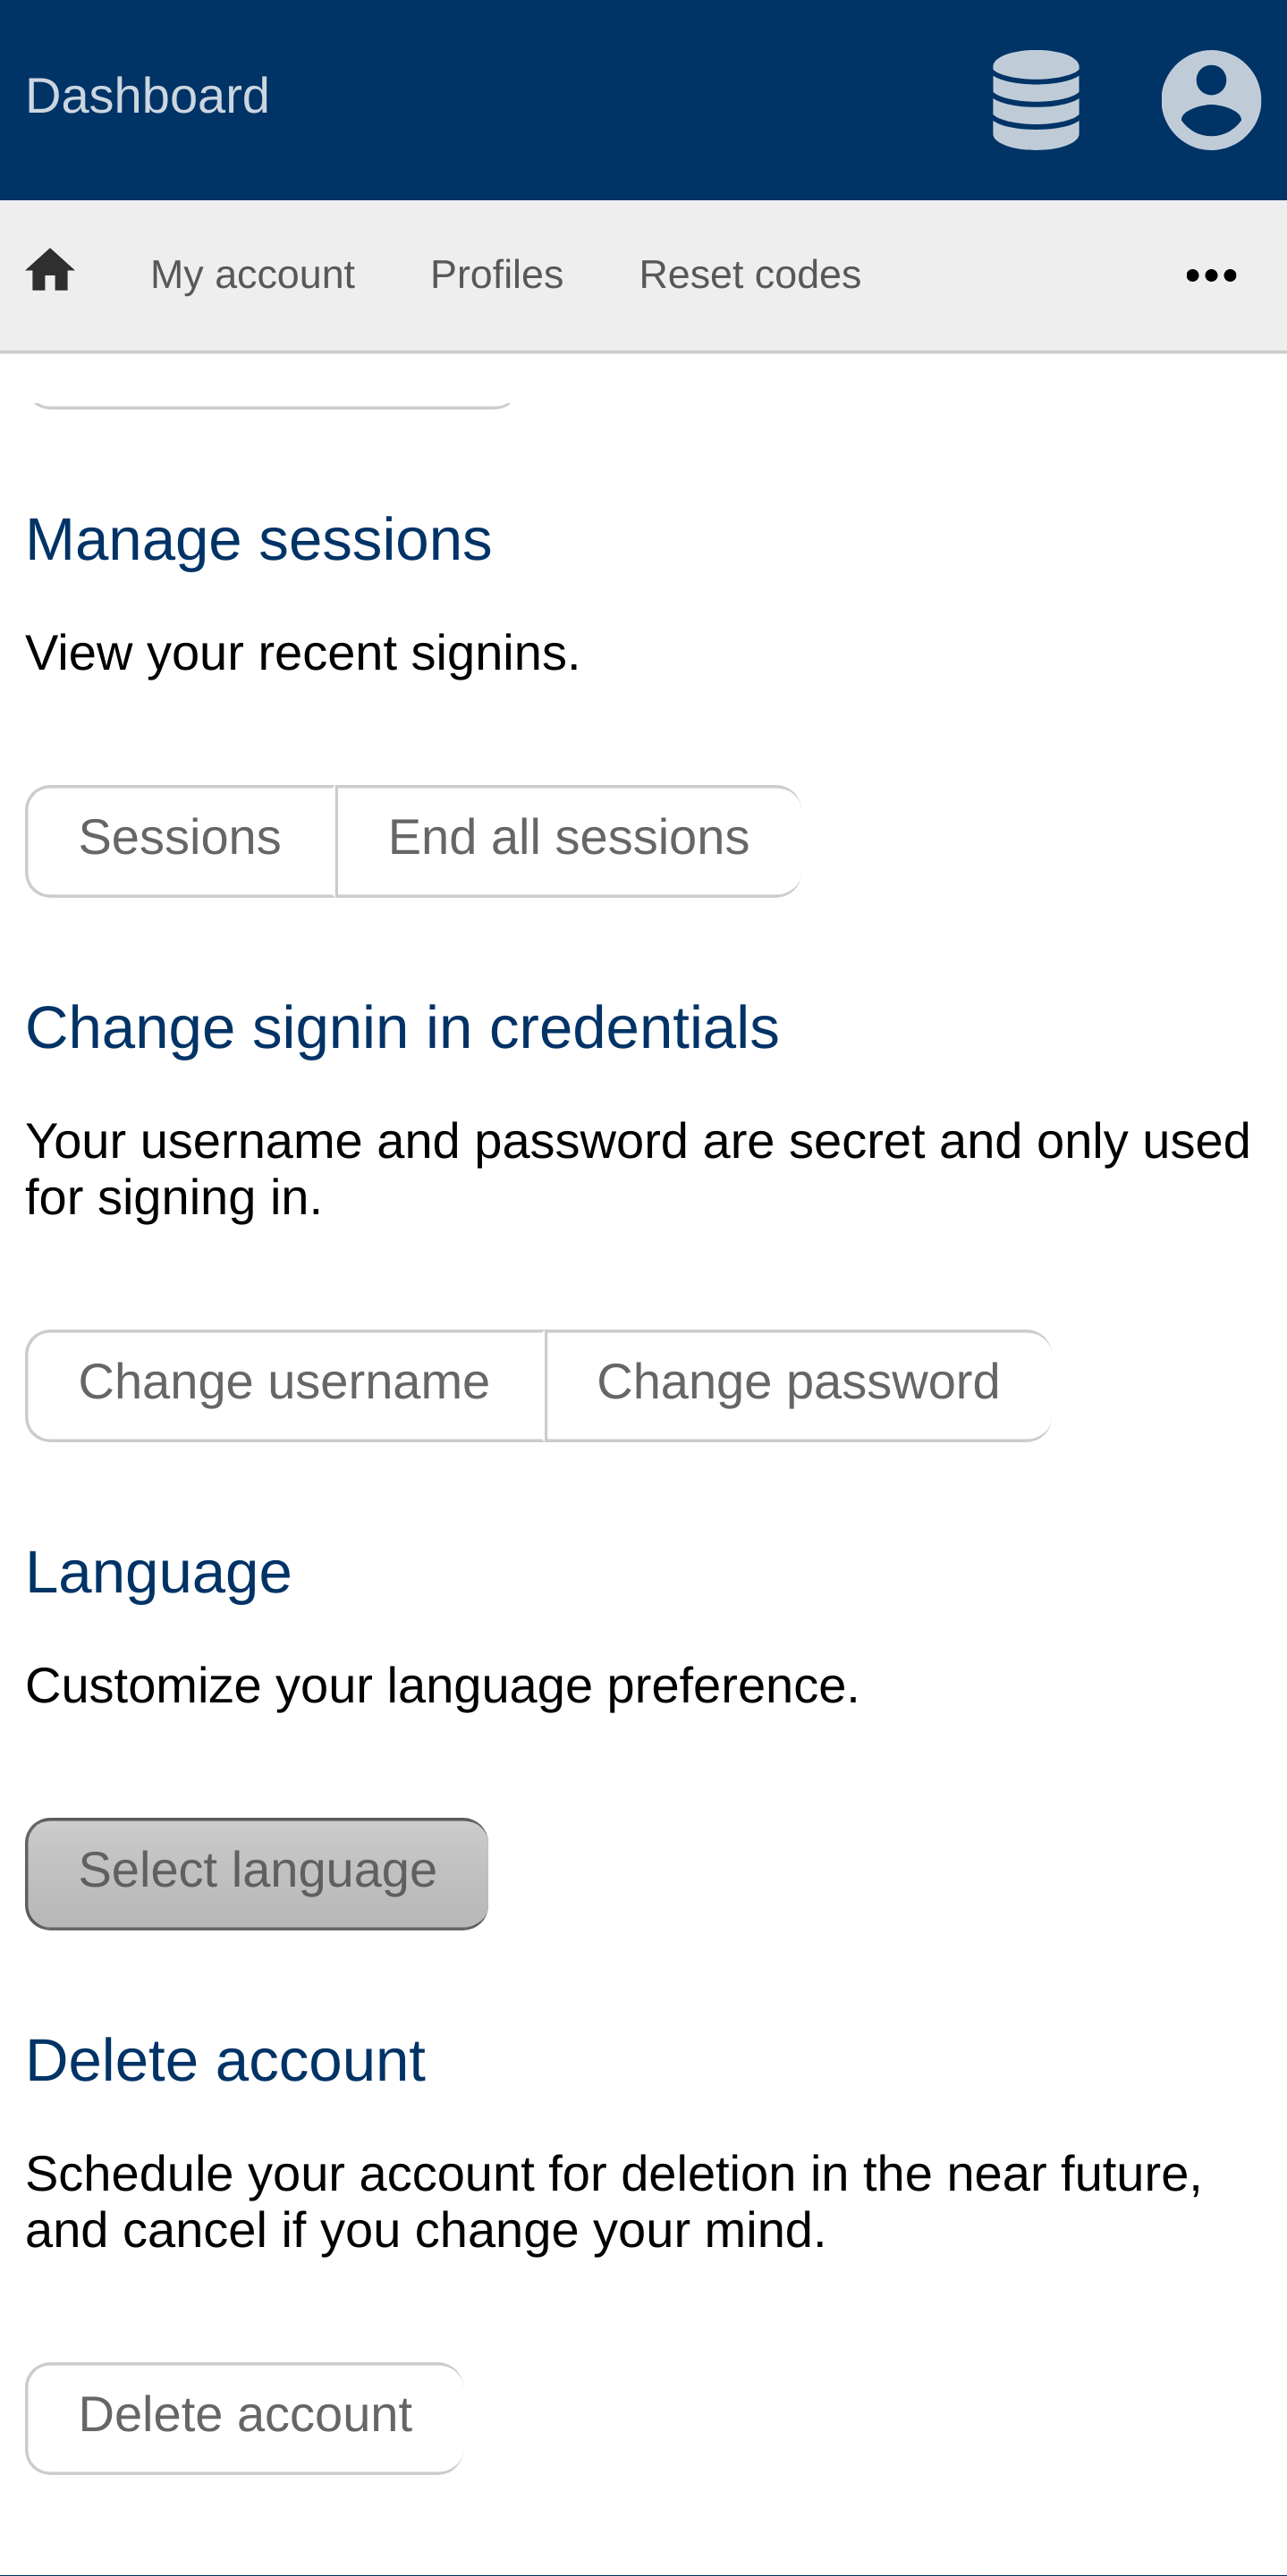 Dashboard
My account Profiles Reset codes
Manage sessions
View your recent signins.
Sessions End all sessions
Change signin in credentials
Your username and password are secret and only used
for signing in.
Change username Change password
Language
Customize your language preference.
Select language
Delete account
Schedule your account for deletion in the near future,
and cancel if you change your mind.
Delete account